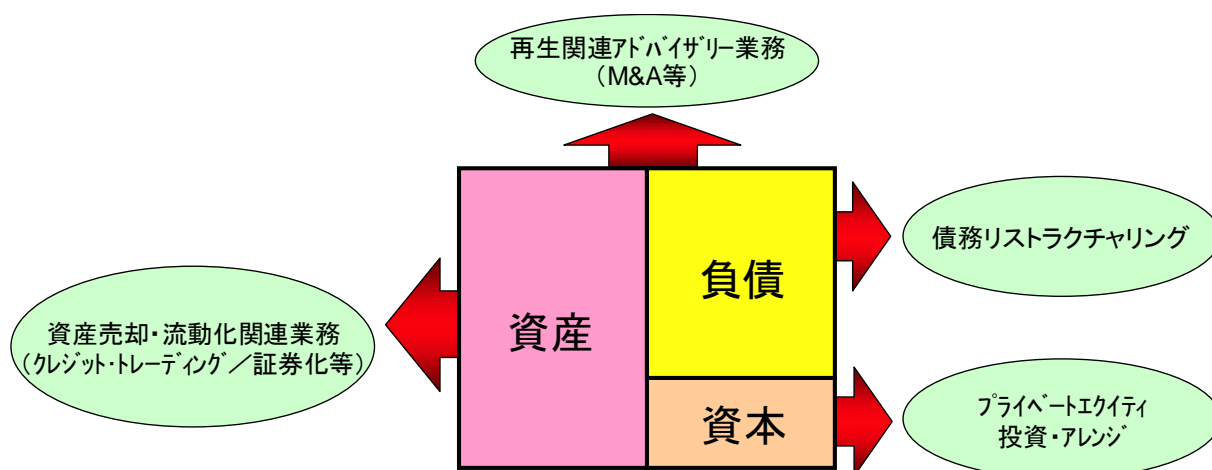 再生関連ｱﾄﾞﾊﾞｲｻﾞﾘｰ業務
（M&A等）
債務リストラクチャリング
負債
資産
資産売却・流動化関連業務
（ｸﾚｼﾞｯﾄ･ﾄﾚｰﾃﾞｨﾝｸﾞ／証券化等）
資本
ﾌﾟﾗｲﾍﾞｰﾄｴｸｲﾃｨ
投資・ｱﾚﾝｼﾞ